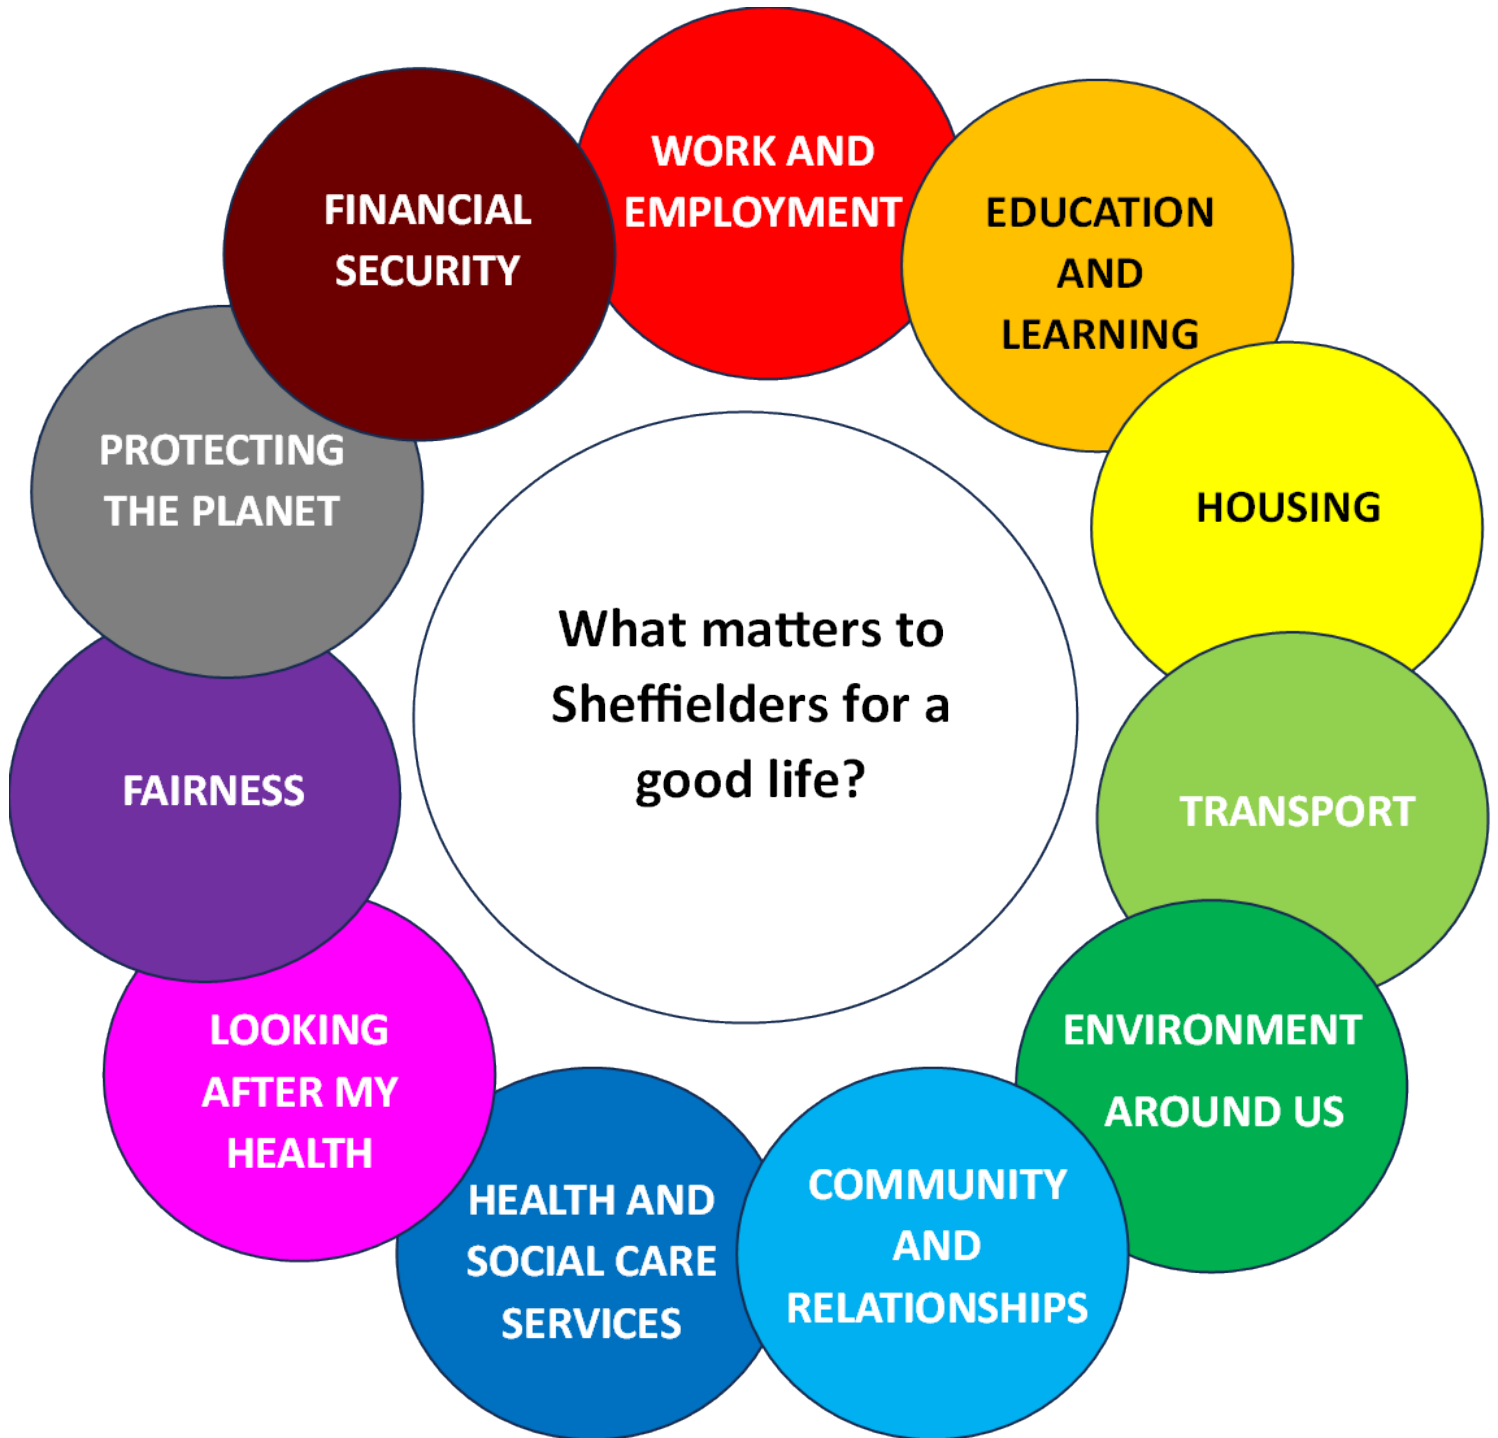 WORK AND
EMPLOYMENT
EDUCATION
AND
LEARNING
HOUSING
TRANSPORT
ENVIRONMENT
AROUND US
COMMUNITY
AND
RELATIONSHIPS
HEALTH AND
SOCIAL CARE
SERVICES
LOOKING
AFTER MY
HEALTH
FAIRNESS
PROTECTING
THE PLANET
FINANCIAL
SECURITY
What matters to
Sheffielders for a
good life?